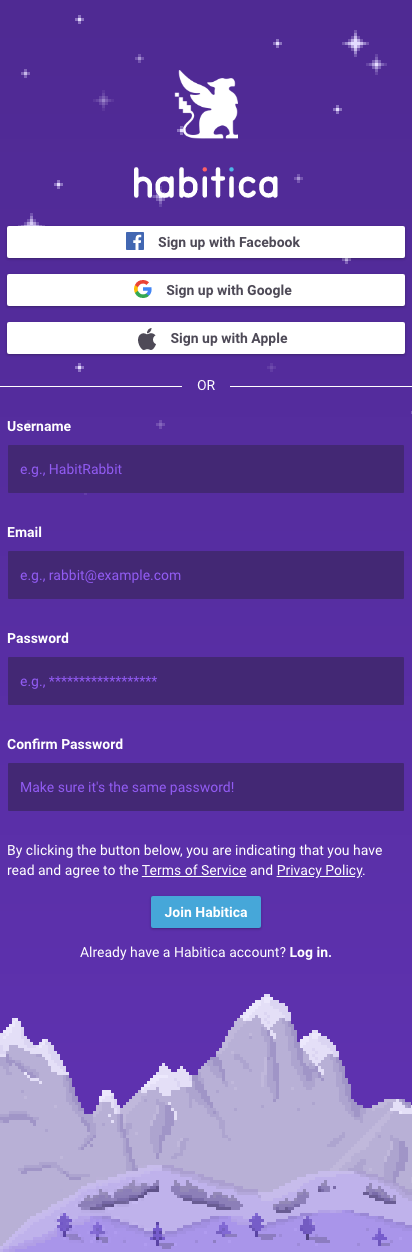 habitica
Sign up with Facebook
Sign up with Google
Sign up with Apple
OR
Username
e.g., HabitRabbit
Email
e.g., rabbit@example.com
Password
e.g., ******************
Confirm Password
Make sure it's the same password!
By clicking the button below, you are indicating that you have
read and agree to the Terms of Service and Privacy Policy.
Join Habitica
Already have a Habitica account? Log in.